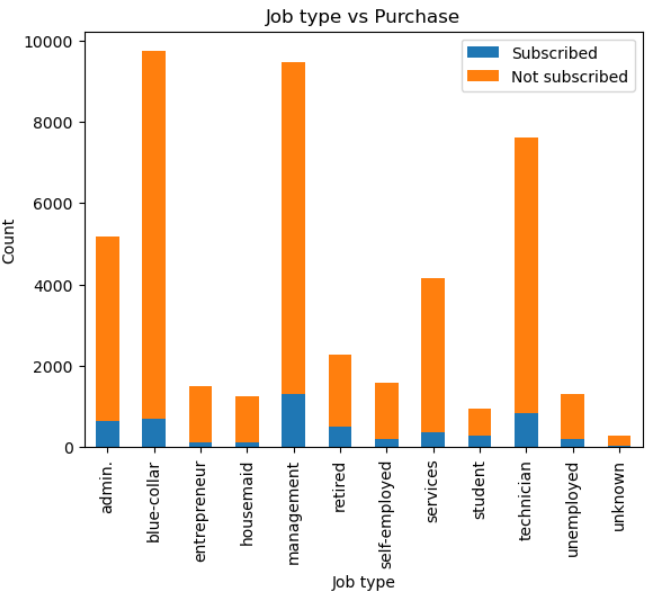 Job type vs Purchase
Subscribed
Not subscribed
10000
8000
6000
4000
2000
0
Count
admin.
blue-collar
entrepreneur
housemaid
management
retired
self-employed
services
student
technician
unemployed
unknown
Job type